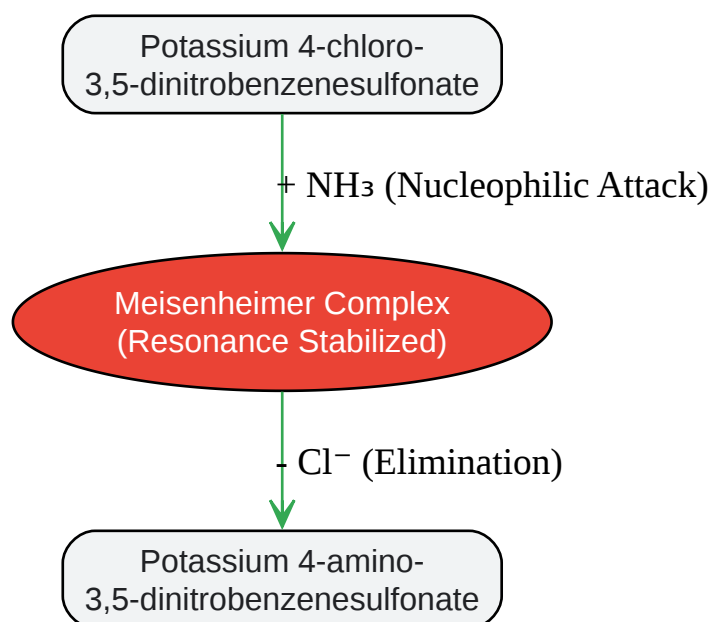 Potassium 4-chloro-
3,5-dinitrobenzenesulfonate
+ NH₃ (Nucleophilic Attack)
Meisenheimer Complex
(Resonance Stabilized)
- Cl⁻ (Elimination)
Potassium 4-amino-
3,5-dinitrobenzenesulfonate